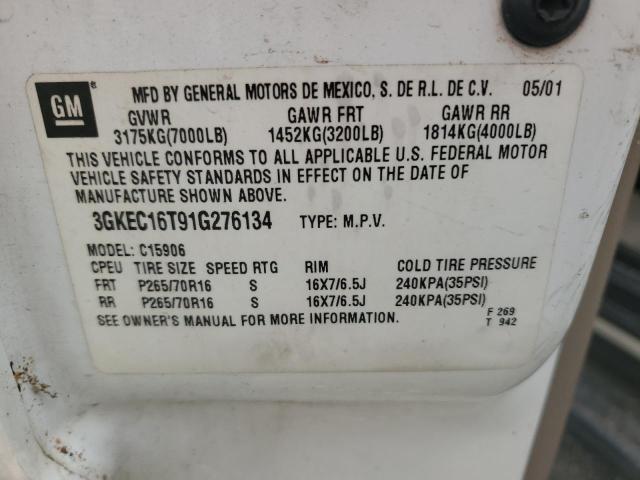 GM ®
MFD BY GENERAL MOTORS DE MEXICO, S. DE R.L. DE C.V. 05/01
GVWR GAWR FRT GAWR RR
3175KG(7000LB) 1452KG(3200LB) 1814KG(4000LB)
THIS VEHICLE CONFORMS TO ALL APPLICABLE U.S. FEDERAL MOTOR
VEHICLE SAFETY STANDARDS IN EFFECT ON THE DATE OF
MANUFACTURE SHOWN ABOVE.
3GKEC16T91G276134 TYPE: M.P.V.
MODEL: C15906
CPEU TIRE SIZE SPEED RTG RIM COLD TIRE PRESSURE
FRT P265/70R16 S 16X7/6.5J 240KPA(35PSI)
RR P265/70R16 S 16X7/6.5J 240KPA(35PSI)
SEE OWNER'S MANUAL FOR MORE INFORMATION.
F 269
T 942